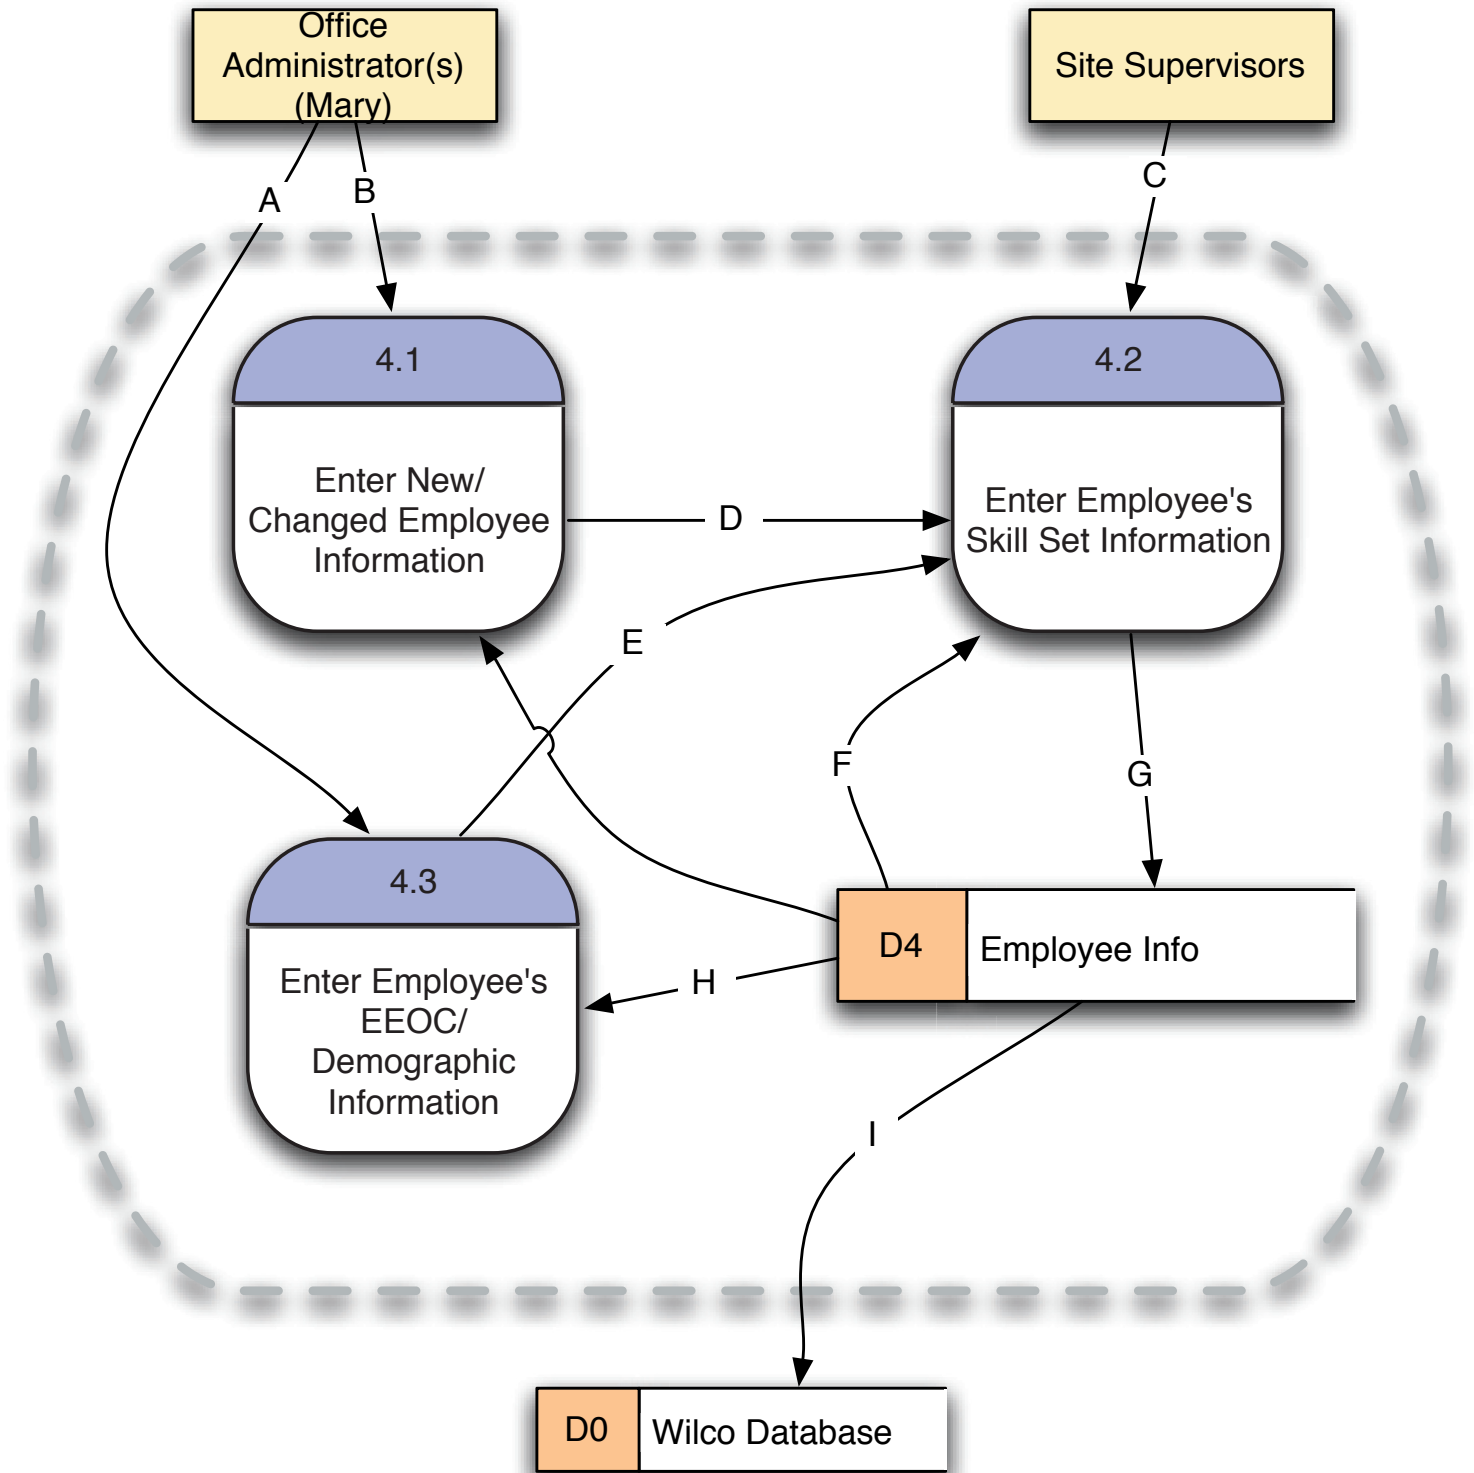 Office
Administrator(s)
(Mary)
Site Supervisors
A
B
C
4.1
Enter New/
Changed Employee
Information
4.2
Enter Employee's
Skill Set Information
D
E
F
G
4.3
Enter Employee's
EEOC/
Demographic
Information
H
D4
Employee Info
I
D0
Wilco Database